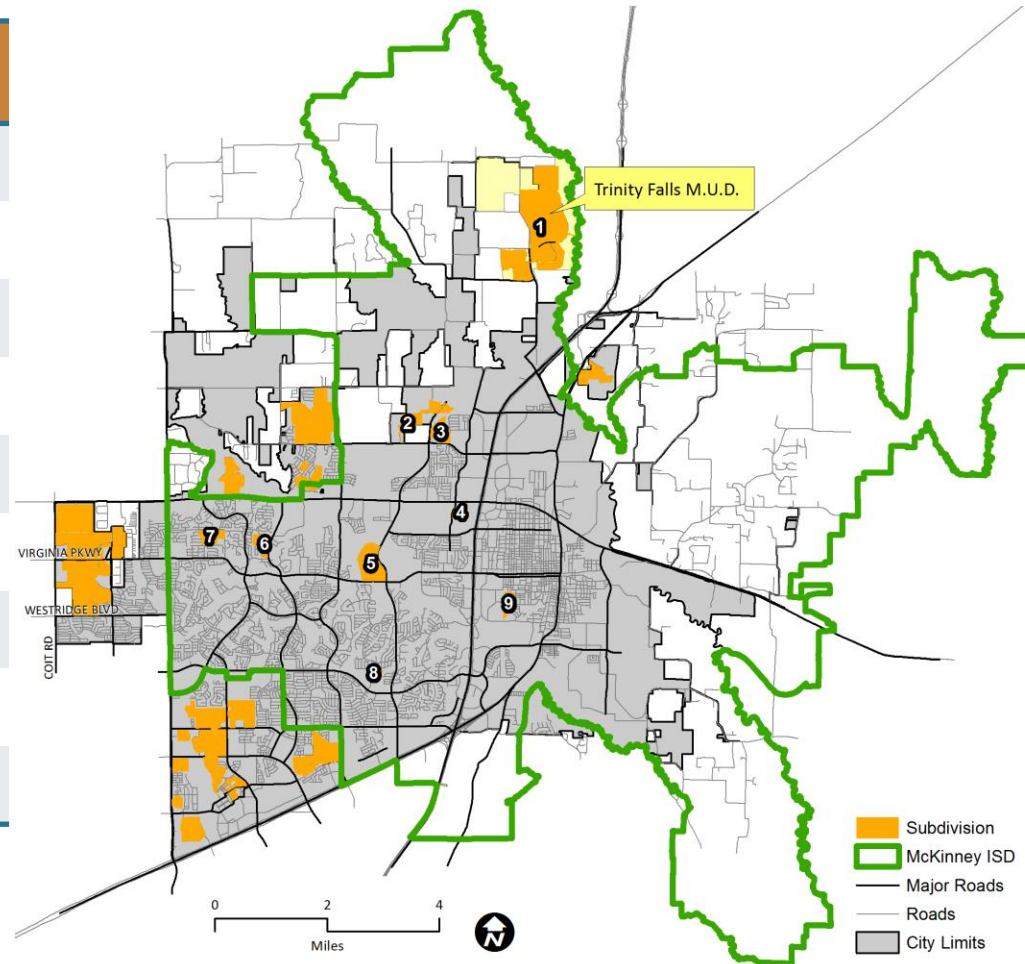 Trinity Falls M.U.D.
1
2
3
4
7
6
VIRGINIA PKWY
5
9
WESTRIDGE BLVD
COIT RD
8
Subdivision
McKinney ISD
Major Roads
Roads
City Limits
0 2 4
Miles
N